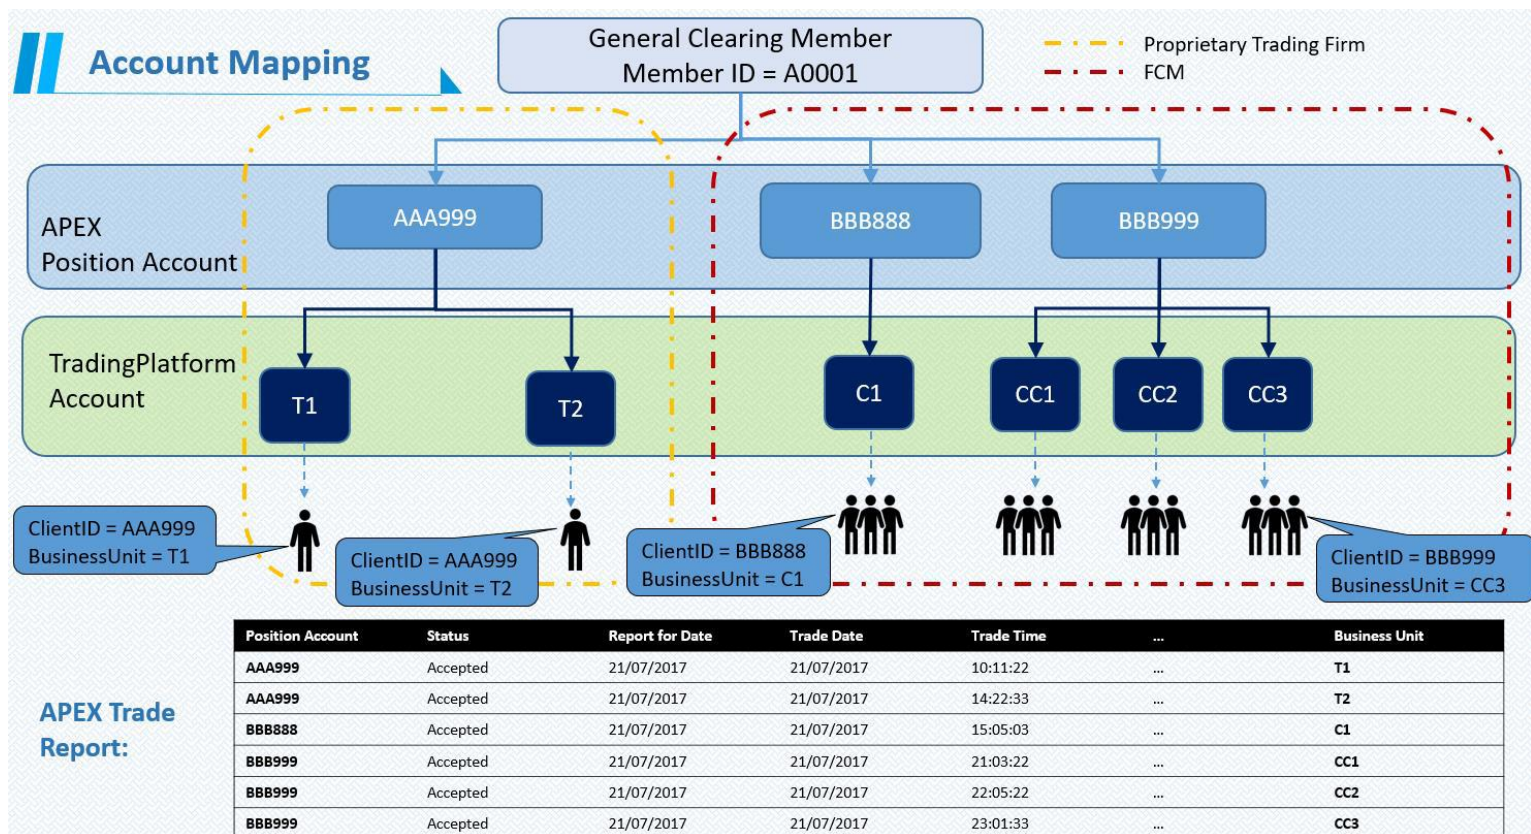 Account Mapping
General Clearing Member
Member ID = A0001
Proprietary Trading Firm
FCM
APEX
Position Account
AAA999
BBB888
BBB999
TradingPlatform
Account
T1
T2
C1
CC1
CC2
CC3
ClientID = AAA999
BusinessUnit = T1
ClientID = AAA999
BusinessUnit = T2
ClientID = BBB888
BusinessUnit = C1
ClientID = BBB999
BusinessUnit = CC3
APEX Trade
Report:
Position Account Status Report for Date Trade Date Trade Time ... Business Unit
AAA999 Accepted 21/07/2017 21/07/2017 10:11:22 ... T1
AAA999 Accepted 21/07/2017 21/07/2017 14:22:33 ... T2
BBB888 Accepted 21/07/2017 21/07/2017 15:05:03 ... C1
BBB999 Accepted 21/07/2017 21/07/2017 21:03:22 ... CC1
BBB999 Accepted 21/07/2017 21/07/2017 22:05:22 ... CC2
BBB999 Accepted 21/07/2017 21/07/2017 23:01:33 ... CC3